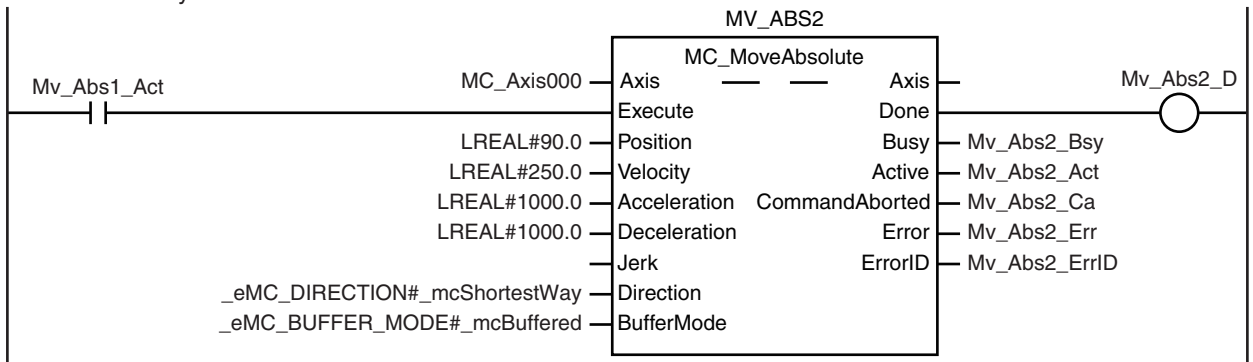 MV_ABS2
MC_MoveAbsolute
Mv_Abs1_Act
MC_Axis000 Axis Axis Mv_Abs2_D
Execute Done
LREAL#90.0 Position Busy Mv_Abs2_Bsy
LREAL#250.0 Velocity Active Mv_Abs2_Act
LREAL#1000.0 Acceleration CommandAborted Mv_Abs2_Ca
LREAL#1000.0 Deceleration Error Mv_Abs2_Err
Jerk ErrorID Mv_Abs2_ErrID
_eMC_DIRECTION#_mcShortestWay Direction
_eMC_BUFFER_MODE#_mcBuffered BufferMode